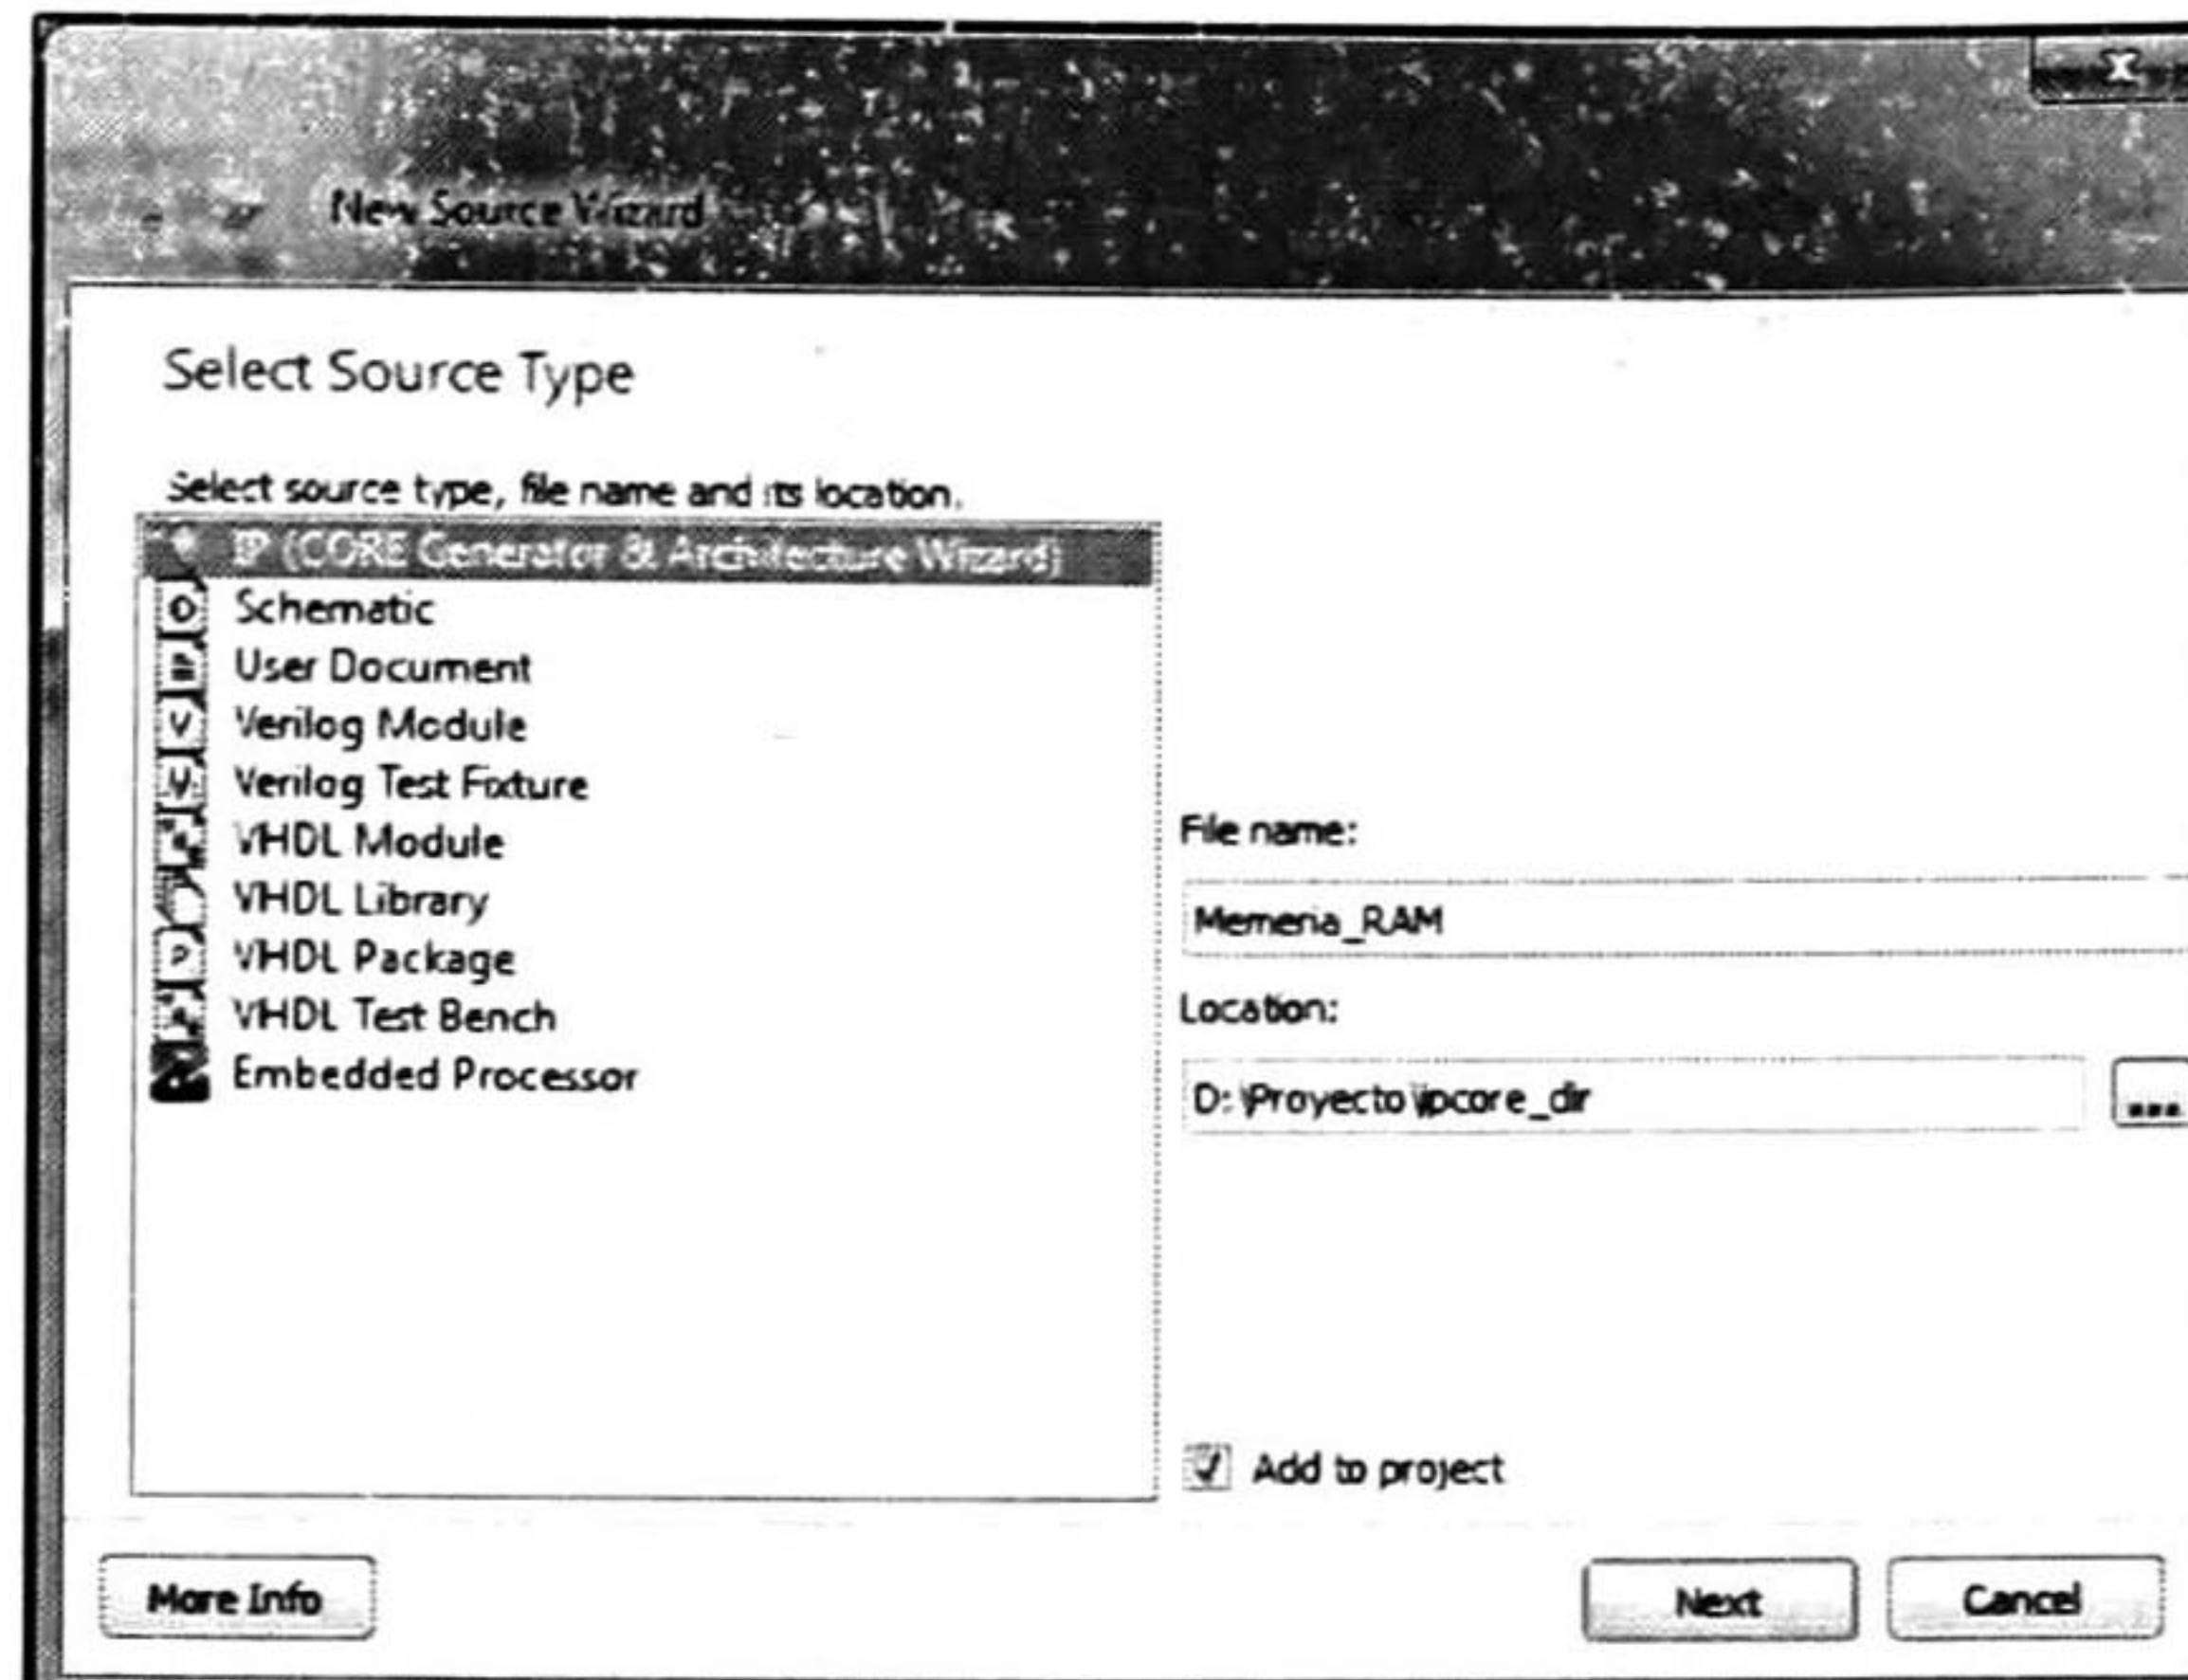 New Source Wizard
Select Source Type
Select source type, file name and its location.
IP (CORE Generator & Architecture Wizard)
Schematic
User Document
Verilog Module
Verilog Test Fixture
VHDL Module
VHDL Library
VHDL Package
VHDL Test Bench
Embedded Processor
File name:
Memeria_RAM
Location:
D:\Proyecto\ipcore_dir
...
Add to project
More Info
Next
Cancel